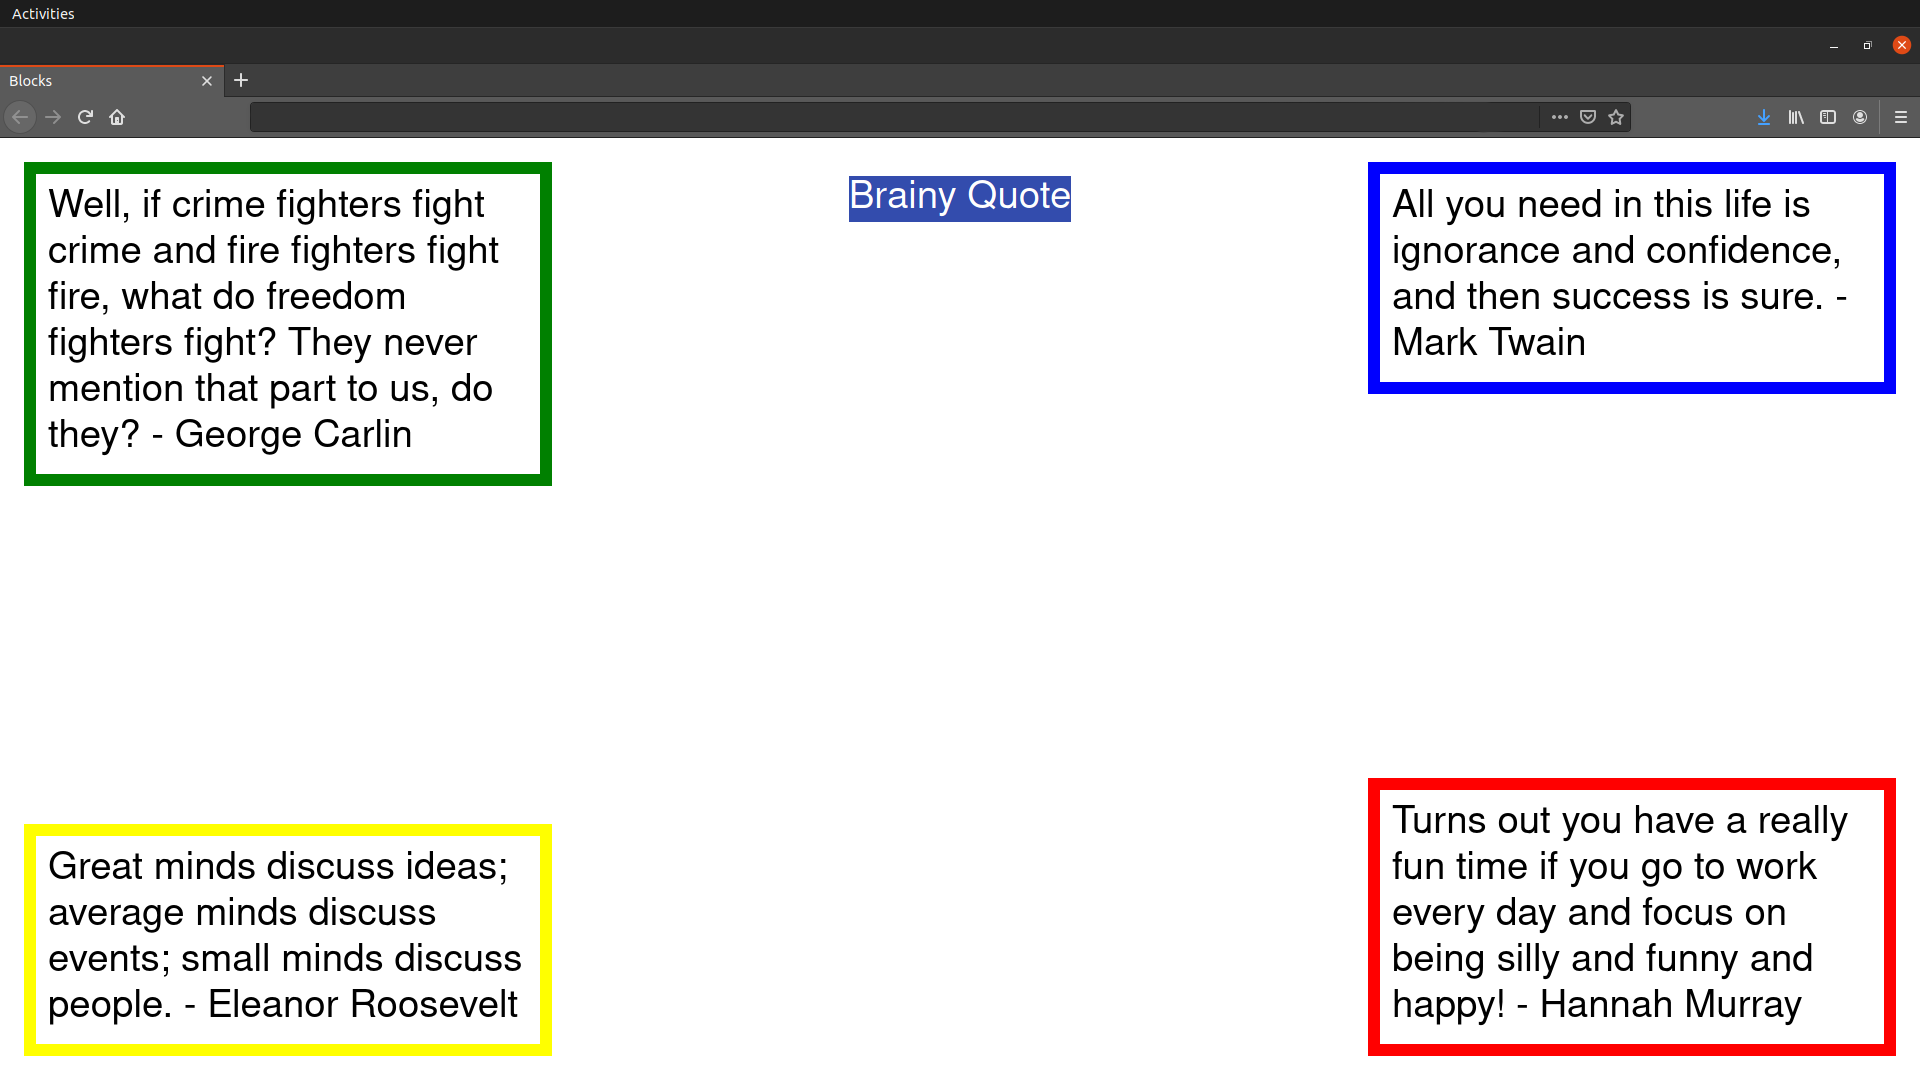 Activities
Blocks
Well, if crime fighters fight
crime and fire fighters fight
fire, what do freedom
fighters fight? They never
mention that part to us, do
they? - George Carlin
Brainy Quote
All you need in this life is
ignorance and confidence,
and then success is sure. -
Mark Twain
Great minds discuss ideas;
average minds discuss
events; small minds discuss
people. - Eleanor Roosevelt
Turns out you have a really
fun time if you go to work
every day and focus on
being silly and funny and
happy! - Hannah Murray